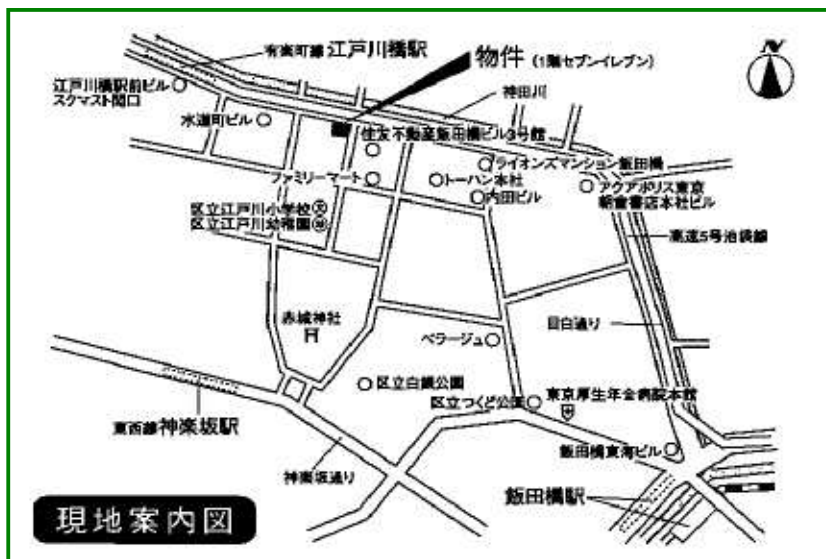 有楽町線 江戸川橋駅
物件 (1階セブンイレブン)
N
江戸川橋駅前ビル
スクマスト関口
神田川
水道町ビル
住友不動産飯田橋ビル3号館
ライオンズマンション飯田橋
ファミリーマート
トーハン本社
アクアポリス東京
内田ビル
朝倉書店本社ビル
区立江戸川小学校 文
区立江戸川幼稚園
高速5号池袋線
赤城神社
目白通り
ベラージュ
区立白銀公園
区立つくど公園
東京厚生年金病院本館
東西線 神楽坂駅
飯田橋東海ビル
神楽坂通り
飯田橋駅
現地案内図